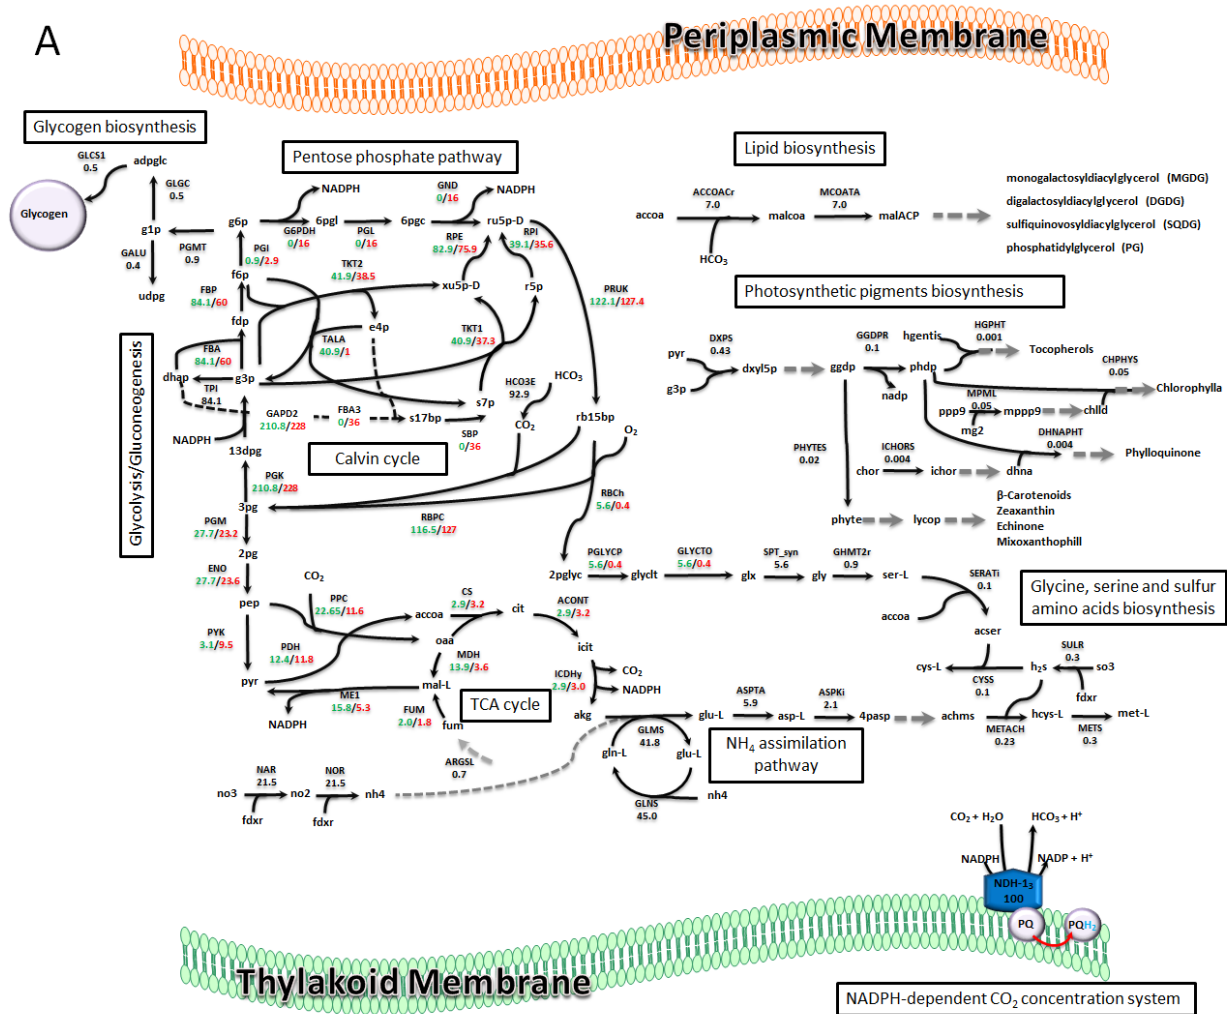 A
Periplasmic Membrane
Glycogen biosynthesis
GLCS1
0.5
adpglc
Glycogen
GLGC
0.5
g1p
PGMT
0.9
GALU
0.4
udpg
Pentose phosphate pathway
NADPH
GND
0/16
NADPH
g6p
G6PDH
0/16
6pgl
PGL
0/16
6pgc
ru5p-D
RPE
82.9/75.9
RPI
39.1/35.6
PGI
0.9/2.9
f6p
TKT2
41.9/38.5
xu5p-D
r5p
PRUK
122.1/127.4
FBP
84.1/60
fdp
e4p
TALA
40.9/1
TKT1
40.9/37.3
FBA
84.1/60
dhap
g3p
TPI
84.1
s7p
HCO3E
92.9
HCO3
GAPD2
210.8/228
FBA3
0/36
s17bp
SBP
0/36
CO2
rb15bp
O2
NADPH
13dpg
Calvin cycle
Glycolysis/Gluconeogenesis
PGK
210.8/228
3pg
RBPC
116.5/127
RBCh
5.6/0.4
PGM
27.7/23.2
2pg
ENO
27.7/23.6
pep
CO2
PPC
22.65/11.6
PYK
3.1/9.5
PDH
12.4/11.8
pyr
accoa
CS
2.9/3.2
cit
ACONT
2.9/3.2
oaa
icit
MDH
13.9/3.6
ICDHy
2.9/3.0
CO2
NADPH
mal-L
ME1
15.8/5.3
NADPH
FUM
2.0/1.8
fum
TCA cycle
akg
ARGSL
0.7
2pglyc
PGLYCP
5.6/0.4
glyclt
GLYCTO
5.6/0.4
glx
SPT_syn
5.6
gly
GHMT2r
0.9
ser-L
SERATi
0.1
accoa
acser
Glycine, serine and sulfur
amino acids biosynthesis
cys-L
CYSS
0.1
h2s
SULR
0.3
so3
fdxr
glu-L
ASPTA
5.9
asp-L
ASPKi
2.1
4pasp
achms
METACH
0.23
hcys-L
METS
0.3
met-L
GLMS
41.8
gln-L
glu-L
GLNS
45.0
nh4
NH4 assimilation
pathway
no3
NAR
21.5
fdxr
no2
NOR
21.5
fdxr
nh4
Lipid biosynthesis
accoa
ACCOACr
7.0
HCO3
malcoa
MCOATA
7.0
malACP
monogalactosyldiacylglycerol (MGDG)
digalactosyldiacylglycerol (DGDG)
sulfiquinovosyldiacylglycerol (SQDG)
phosphatidylglycerol (PG)
Photosynthetic pigments biosynthesis
pyr
g3p
DXPS
0.43
dxyl5p
ggdp
GGDPR
0.1
nadp
phdp
hgentis
HGPHT
0.001
Tocopherols
CHPHYS
0.05
Chlorophylla
ppp9
MPML
0.05
mg2
mppp9
chlld
DHNAPHT
0.004
Phylloquinone
PHYTES
0.02
chor
ICHORS
0.004
ichor
dhna
phyte
lycop
β-Carotenoids
Zeaxanthin
Echinone
Mixoxanthophill
CO2 + H2O
HCO3 + H+
NADPH
NADP + H+
NDH-13
100
PQ
PQH2
Thylakoid Membrane
NADPH-dependent CO2 concentration system